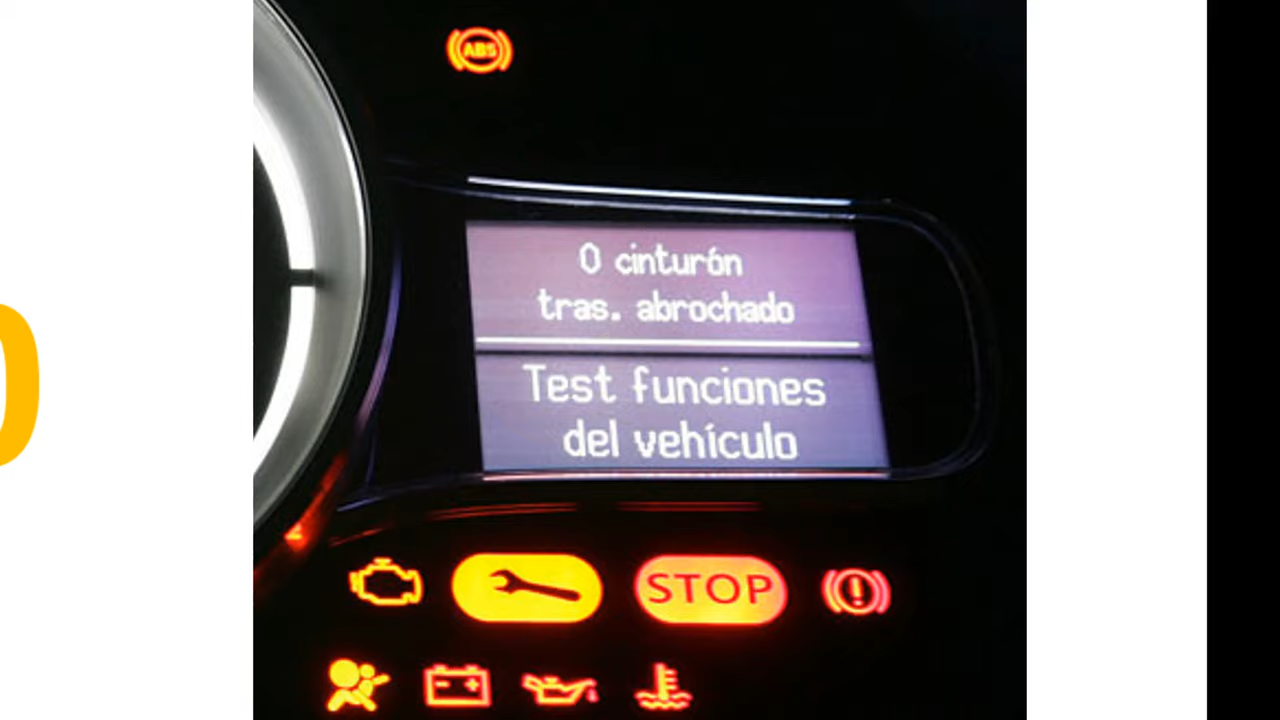 ABS
0 cinturón
tras. abrochado
Test funciones
del vehículo
STOP